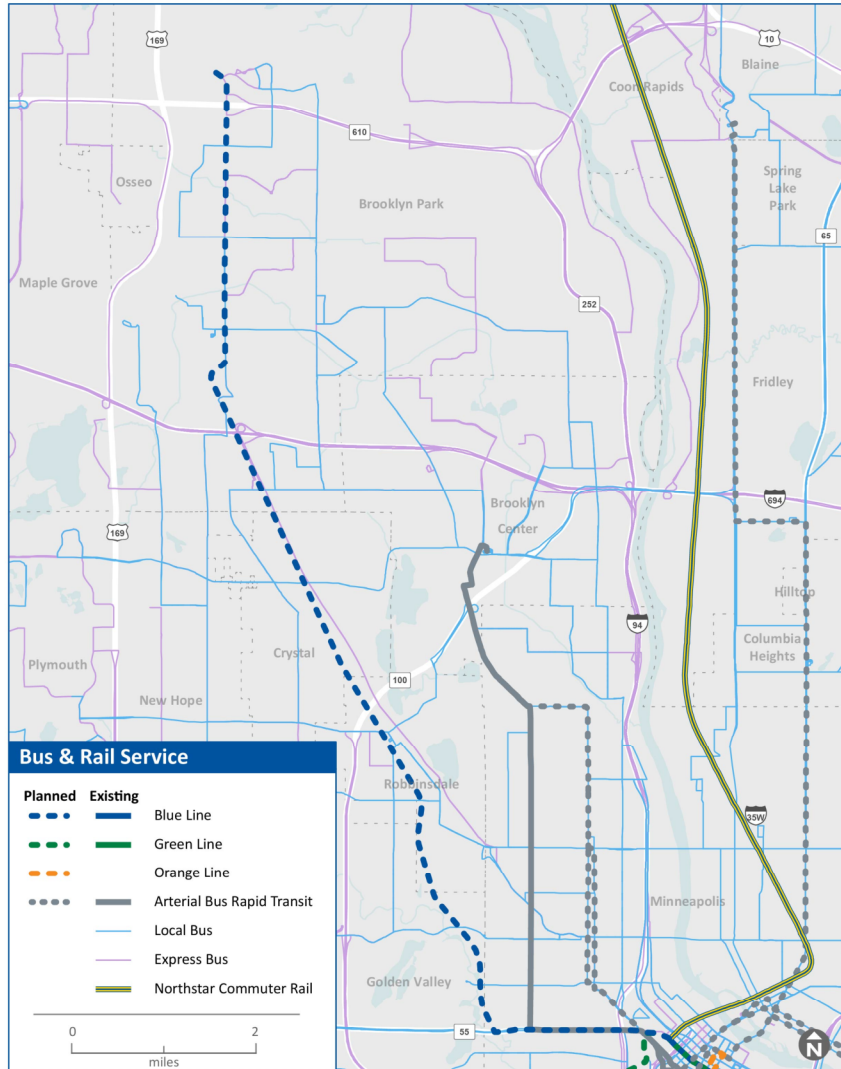 169
10
Blaine
Coon Rapids
610
Osseo
Spring
Lake
Park
Brooklyn Park
65
Maple Grove
252
Fridley
Brooklyn
Center
694
169
Hilltop
94
Columbia
Heights
Crystal
Plymouth
100
New Hope
Bus & Rail Service
Planned Existing
Blue Line
Green Line
Orange Line
Arterial Bus Rapid Transit
Local Bus
Express Bus
Northstar Commuter Rail
0 2
miles
Robbinsdale
35W
Minneapolis
Golden Valley
55
N